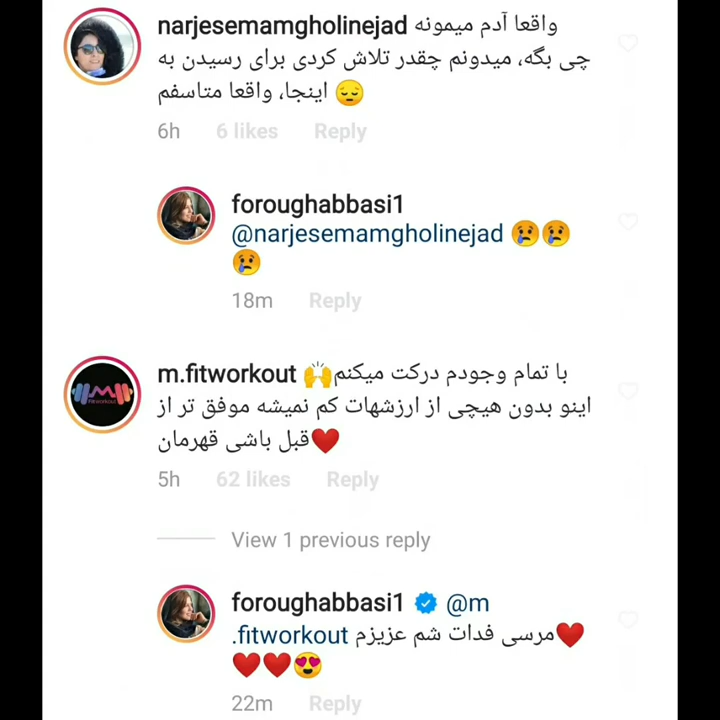 narjesemamgholinejad واقعا آدم میمونه
چی بگه، میدونم چقدر تلاش کردی برای رسیدن به
اینجا، واقعا متاسفم 😔
6h 6 likes Reply
foroughabbasi1
@narjesemamgholinejad 😢😢
😢
18m Reply
m.fitworkout با تمام وجودم درکت میکنم🙌
اینو بدون هیچی از ارزشهات کم نمیشه موفق تر از
قبل باشی قهرمان❤️
5h 62 likes Reply
View 1 previous reply
foroughabbasi1 @m
.fitworkout مرسی فدات شم عزیزم❤️
❤️❤️😍
22m Reply